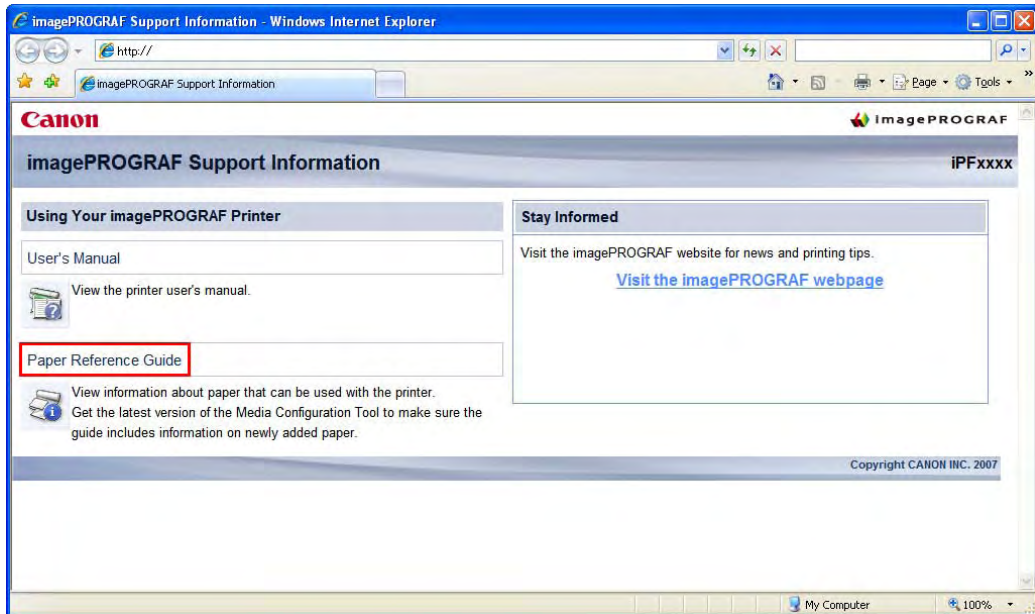 imagePROGRAF Support Information - Windows Internet Explorer
http://
imagePROGRAF Support Information
Page
Tools
Canon
imagePROGRAF
imagePROGRAF Support Information
iPFxxxx
Using Your imagePROGRAF Printer
User's Manual
View the printer user's manual.
Paper Reference Guide
View information about paper that can be used with the printer.
Get the latest version of the Media Configuration Tool to make sure the
guide includes information on newly added paper.
Stay Informed
Visit the imagePROGRAF website for news and printing tips.
Visit the imagePROGRAF webpage
Copyright CANON INC. 2007
My Computer
100%